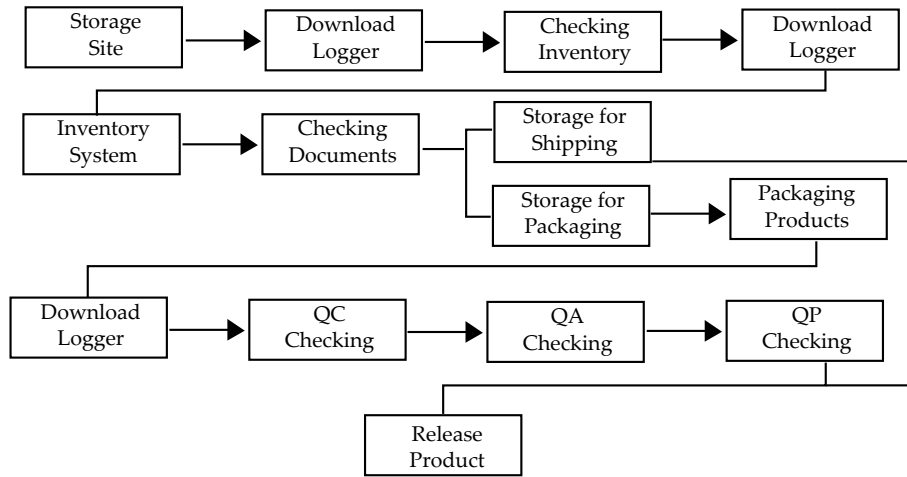 Storage
Site
Download
Logger
Checking
Inventory
Download
Logger
Inventory
System
Checking
Documents
Storage for
Shipping
Storage for
Packaging
Packaging
Products
Download
Logger
QC
Checking
QA
Checking
QP
Checking
Release
Product